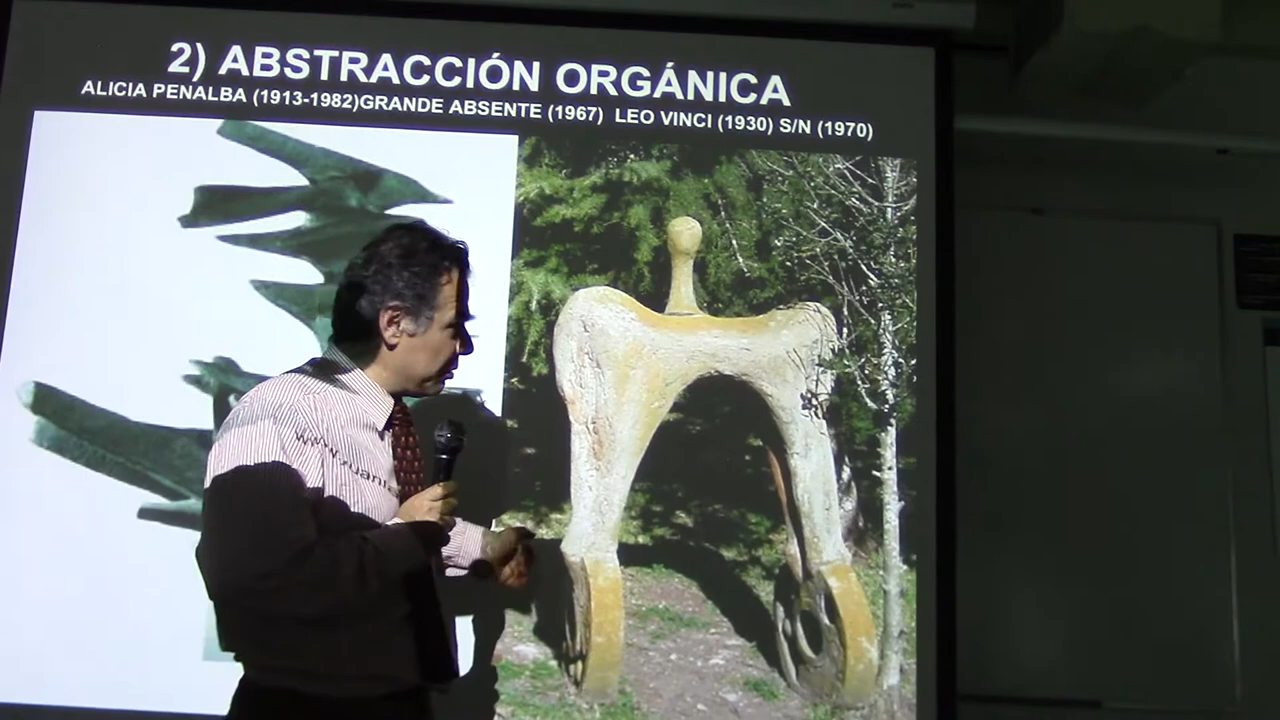 2) ABSTRACCIÓN ORGÁNICA
ALICIA PENALBA (1913-1982)GRANDE ABSENTE (1967) LEO VINCI (1930) S/N (1970)